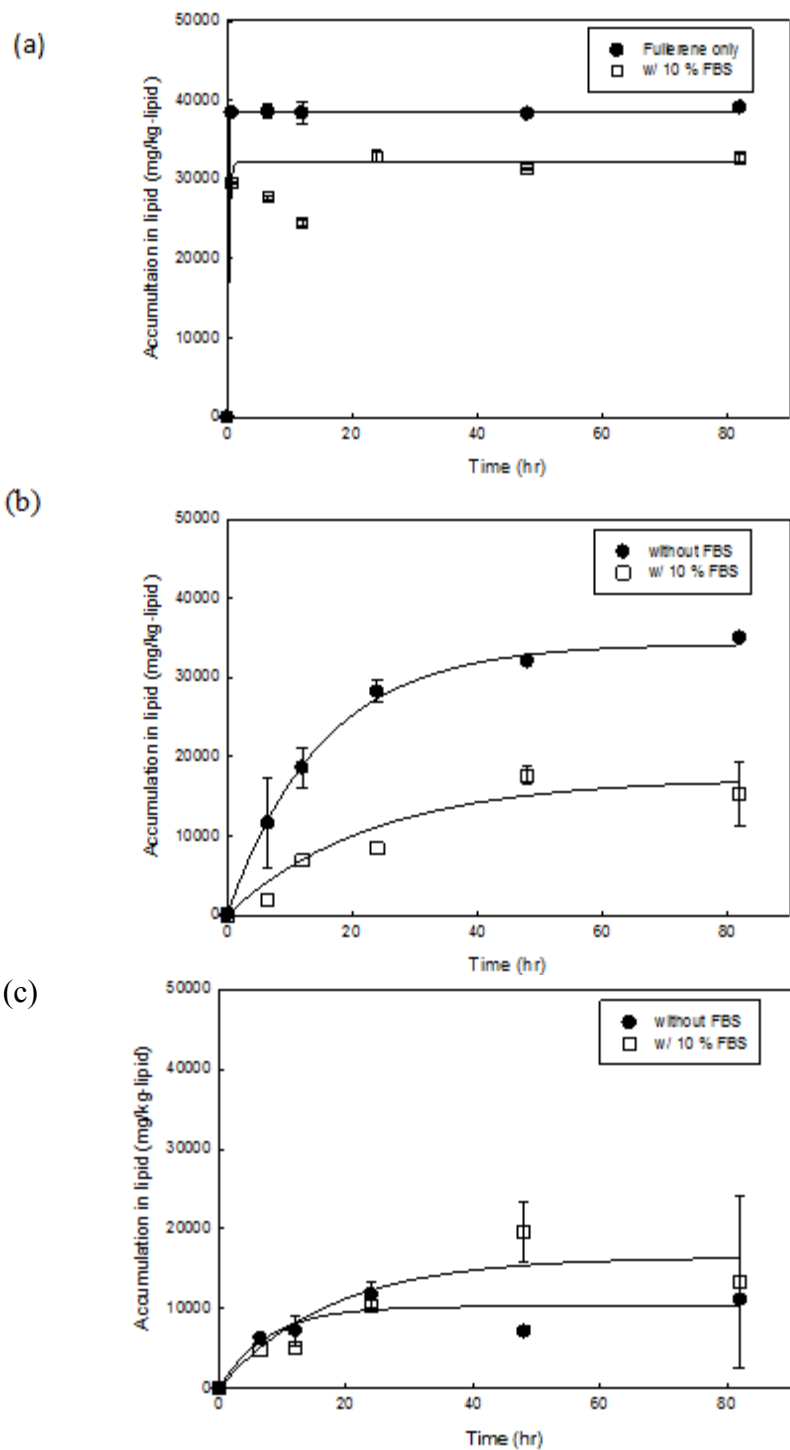 (a)
Fullerene only
w/ 10 % FBS
Accumultaion in lipid (mg/kg-lipid)
50000
40000
30000
20000
10000
0
0 20 40 60 80
Time (hr)
(b)
without FBS
w/ 10 % FBS
Accumulation in lipid (mg/kg-lipid)
50000
40000
30000
20000
10000
0
0 20 40 60 80
Time (hr)
(c)
without FBS
w/ 10 % FBS
Accumulation in lipid (mg/kg-lipid)
50000
40000
30000
20000
10000
0
0 20 40 60 80
Time (hr)